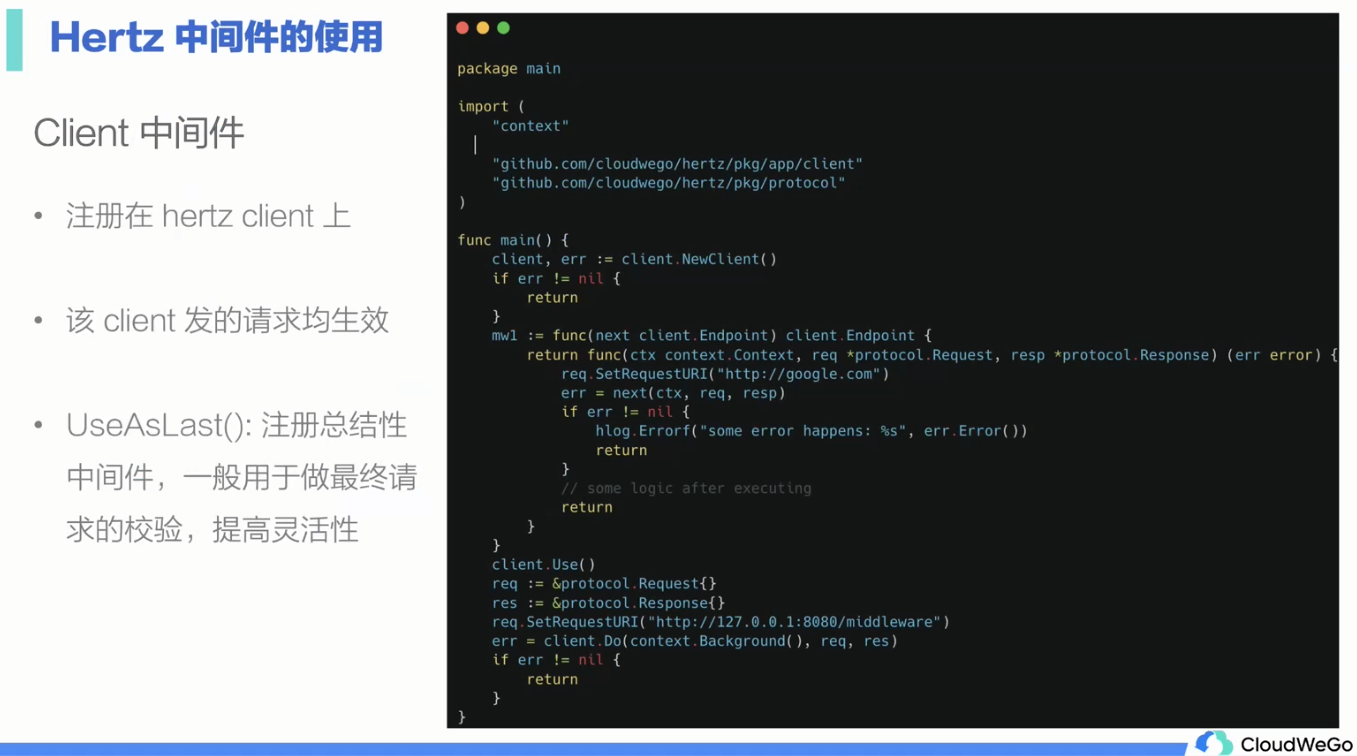 Hertz 中间件的使用
Client 中间件
• 注册在 hertz client 上
• 该 client 发的请求均生效
• UseAsLast(): 注册总结性
中间件，一般用于做最终请
求的校验，提高灵活性
package main
import (
"context"
"github.com/cloudwego/hertz/pkg/app/client"
"github.com/cloudwego/hertz/pkg/protocol"
)
func main() {
client, err := client.NewClient()
if err != nil {
return
}
mw1 := func(next client.Endpoint) client.Endpoint {
return func(ctx context.Context, req *protocol.Request, resp *protocol.Response) (err error) {
req.SetRequestURI("http://google.com")
err = next(ctx, req, resp)
if err != nil {
hlog.Errorf("some error happens: %s", err.Error())
return
}
// some logic after executing
return
}
}
client.Use()
req := &protocol.Request{}
res := &protocol.Response{}
req.SetRequestURI("http://127.0.0.1:8080/middleware")
err = client.Do(context.Background(), req, res)
if err != nil {
return
}
}
CloudWeGo